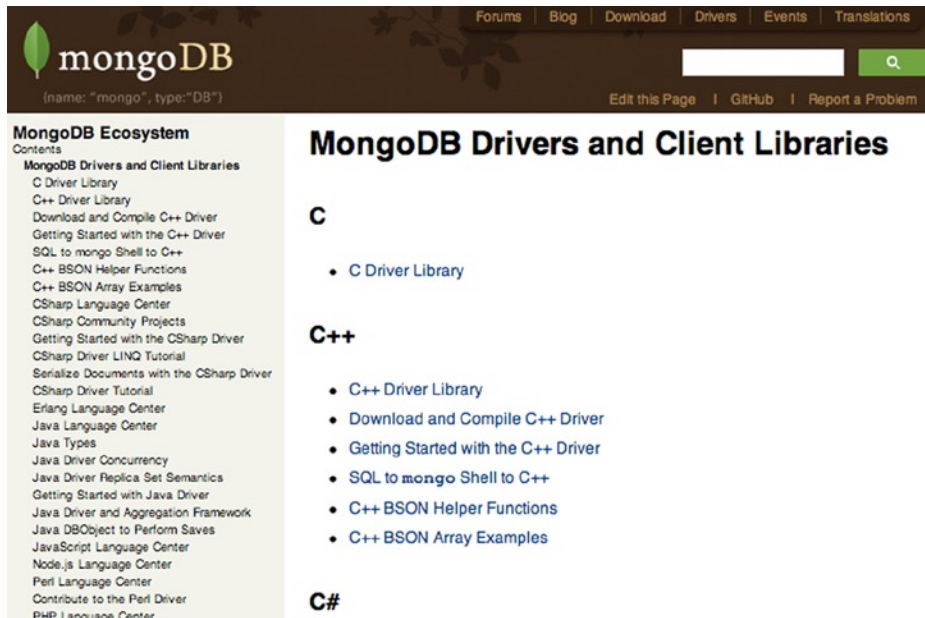 Forums Blog Download Drivers Events Translations
mongoDB
{name: "mongo", type:"DB"}
Edit this Page | GitHub | Report a Problem
MongoDB Ecosystem
Contents
MongoDB Drivers and Client Libraries
C Driver Library
C++ Driver Library
Download and Compile C++ Driver
Getting Started with the C++ Driver
SQL to mongo Shell to C++
C++ BSON Helper Functions
C++ BSON Array Examples
CSharp Language Center
CSharp Community Projects
Getting Started with the CSharp Driver
CSharp Driver LINQ Tutorial
Serialize Documents with the CSharp Driver
CSharp Driver Tutorial
Erlang Language Center
Java Language Center
Java Types
Java Driver Concurrency
Java Driver Replica Set Semantics
Getting Started with Java Driver
Java Driver and Aggregation Framework
Java DBObject to Perform Saves
JavaScript Language Center
Node.js Language Center
Perl Language Center
Contribute to the Perl Driver
PHP Language Center
MongoDB Drivers and Client Libraries
C
• C Driver Library
C++
• C++ Driver Library
• Download and Compile C++ Driver
• Getting Started with the C++ Driver
• SQL to mongo Shell to C++
• C++ BSON Helper Functions
• C++ BSON Array Examples
C#